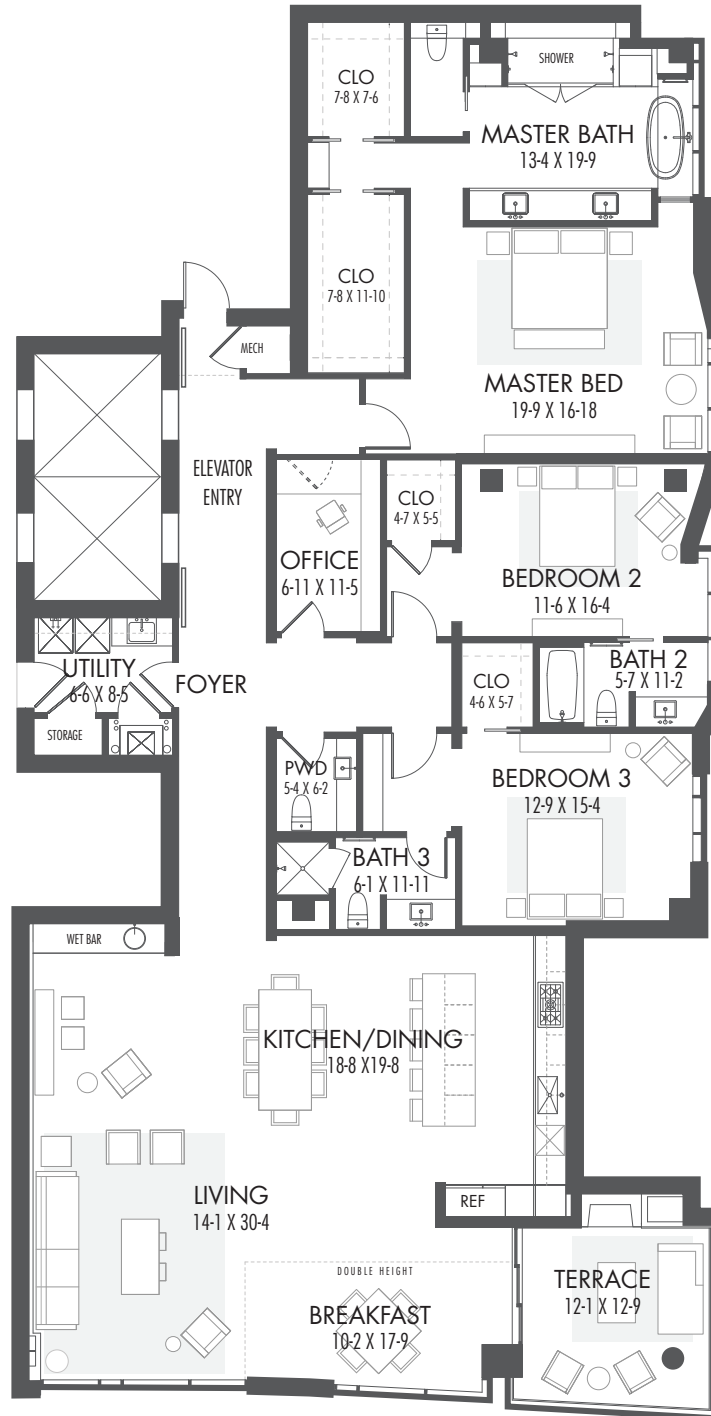 CLO
7-8 X 7-6
SHOWER
MASTER BATH
13-4 X 19-9
CLO
7-8 X 11-10
MECH
MASTER BED
19-9 X 16-18
ELEVATOR
ENTRY
CLO
4-7 X 5-5
OFFICE
6-11 X 11-5
BEDROOM 2
11-6 X 16-4
UTILITY
6-6 X 8-5
FOYER
CLO
4-6 X 5-7
BATH 2
5-7 X 11-2
STORAGE
PWD
5-4 X 6-2
BEDROOM 3
12-9 X 15-4
BATH 3
6-1 X 11-11
WET BAR
KITCHEN/DINING
18-8 X19-8
LIVING
14-1 X 30-4
REF
DOUBLE HEIGHT
BREAKFAST
10-2 X 17-9
TERRACE
12-1 X 12-9